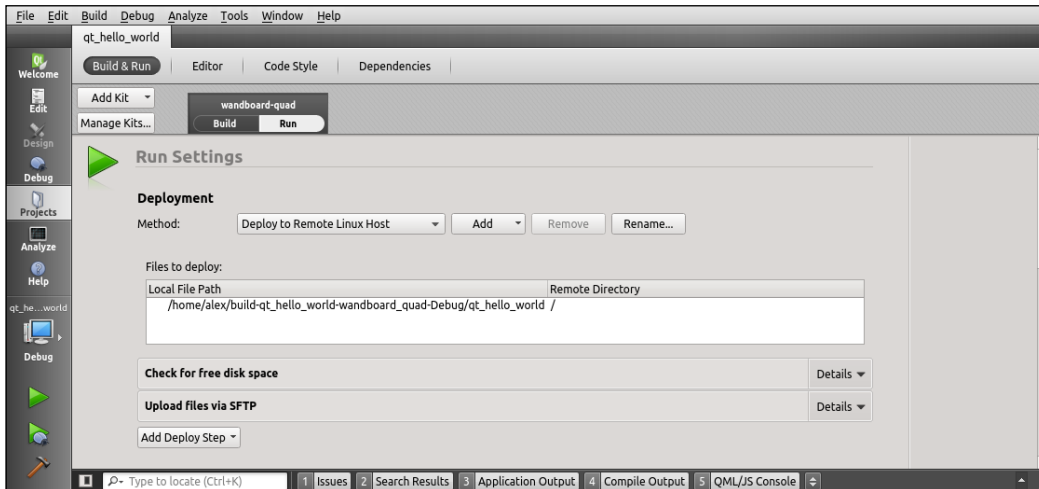 File Edit Build Debug Analyze Tools Window Help
qt_hello_world
Welcome
Edit
Design
Debug
Projects
Analyze
Help
qt_he...world
Debug
Build & Run Editor Code Style Dependencies
Add Kit
Manage Kits...
wandboard-quad
Build Run
Run Settings
Deployment
Method: Deploy to Remote Linux Host Add Remove Rename...
Files to deploy:
Local File Path Remote Directory
/home/alex/build-qt_hello_world-wandboard_quad-Debug/qt_hello_world /
Check for free disk space Details
Upload files via SFTP Details
Add Deploy Step
Type to locate (Ctrl+K) 1 Issues 2 Search Results 3 Application Output 4 Compile Output 5 QML/JS Console